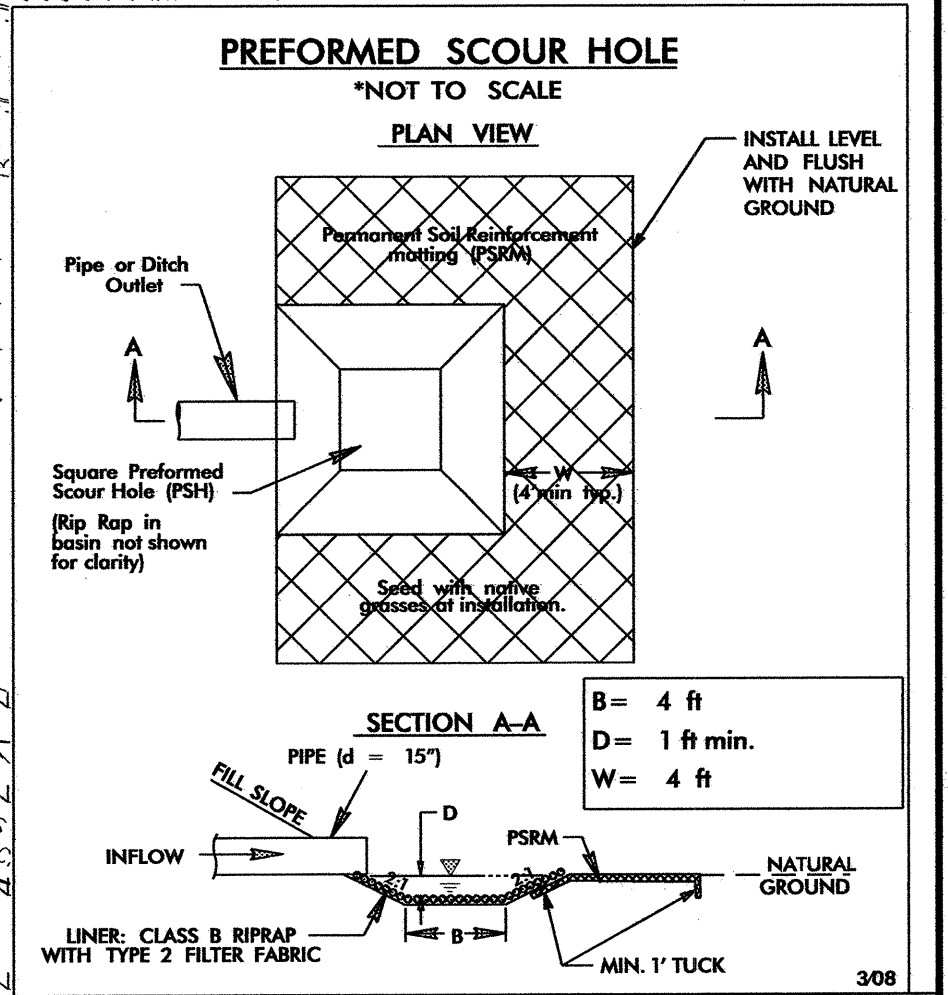 PREFORMED SCOUR HOLE
*NOT TO SCALE
PLAN VIEW
INSTALL LEVEL
AND FLUSH
WITH NATURAL
GROUND
Permanent Soil Reinforcement
matting (PSRM)
Pipe or Ditch
Outlet
A
A
Square Preformed
Scour Hole (PSH)
(Rip Rap in
basin not shown
for clarity)
W
(4'min typ.)
Seed with native
grasses at installation.
B= 4 ft
D= 1 ft min.
W= 4 ft
SECTION A-A
PIPE (d = 15")
FILL SLOPE
D
PSRM
INFLOW
2:1
2:1
NATURAL
GROUND
B
LINER: CLASS B RIPRAP
WITH TYPE 2 FILTER FABRIC
MIN. 1' TUCK
3/08